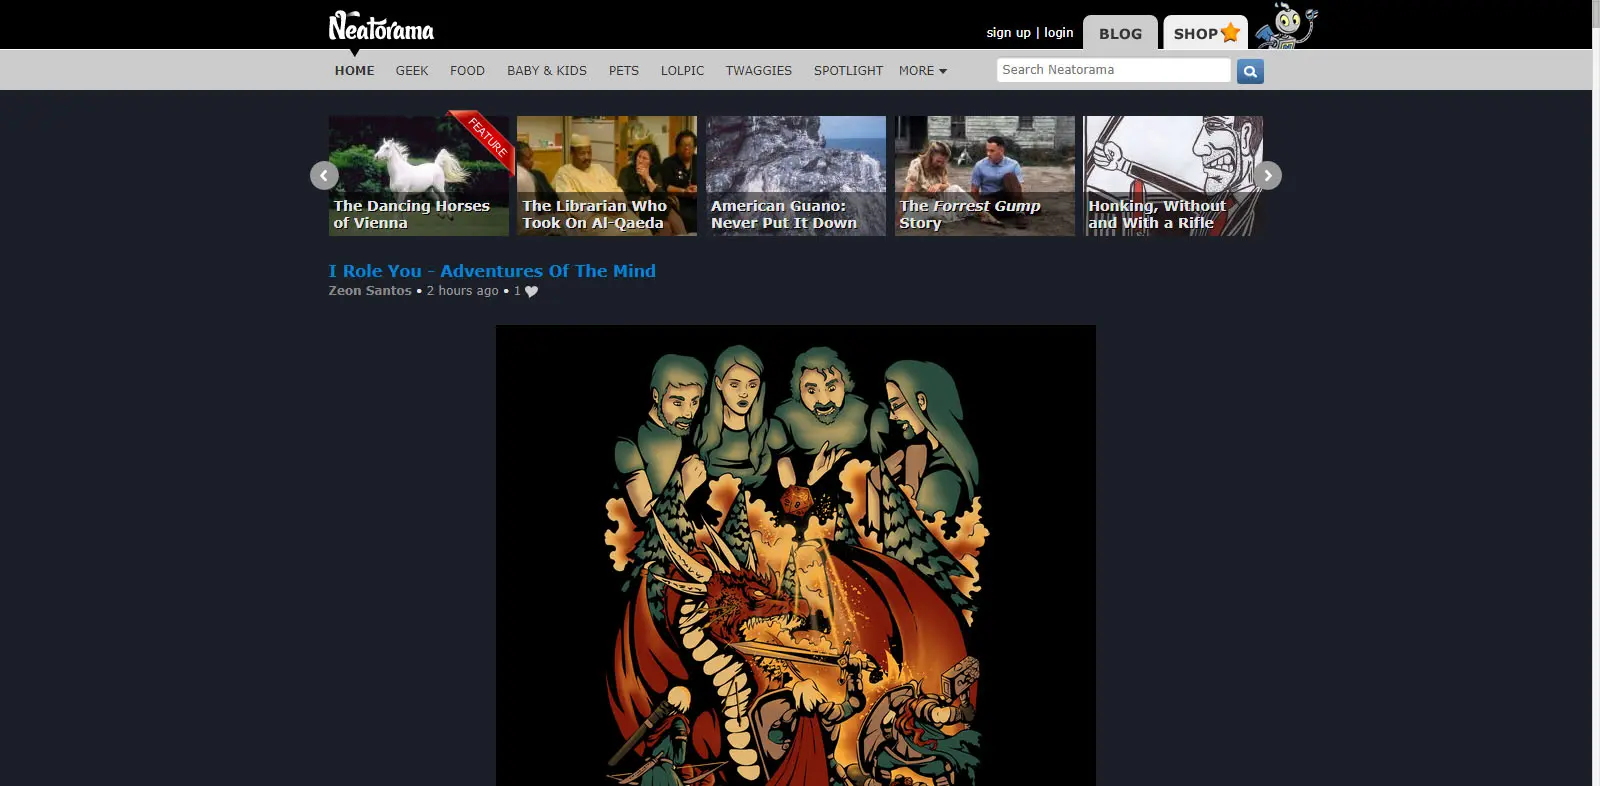 Neatorama
sign up | login
BLOG
SHOP
HOME
GEEK
FOOD
BABY & KIDS
PETS
LOLPIC
TWAGGIES
SPOTLIGHT
MORE
Search Neatorama
FEATURE
The Dancing Horses
of Vienna
The Librarian Who
Took On Al-Qaeda
American Guano:
Never Put It Down
The Forrest Gump
Story
Honking, Without
and With a Rifle
I Role You - Adventures Of The Mind
Zeon Santos • 2 hours ago • 1